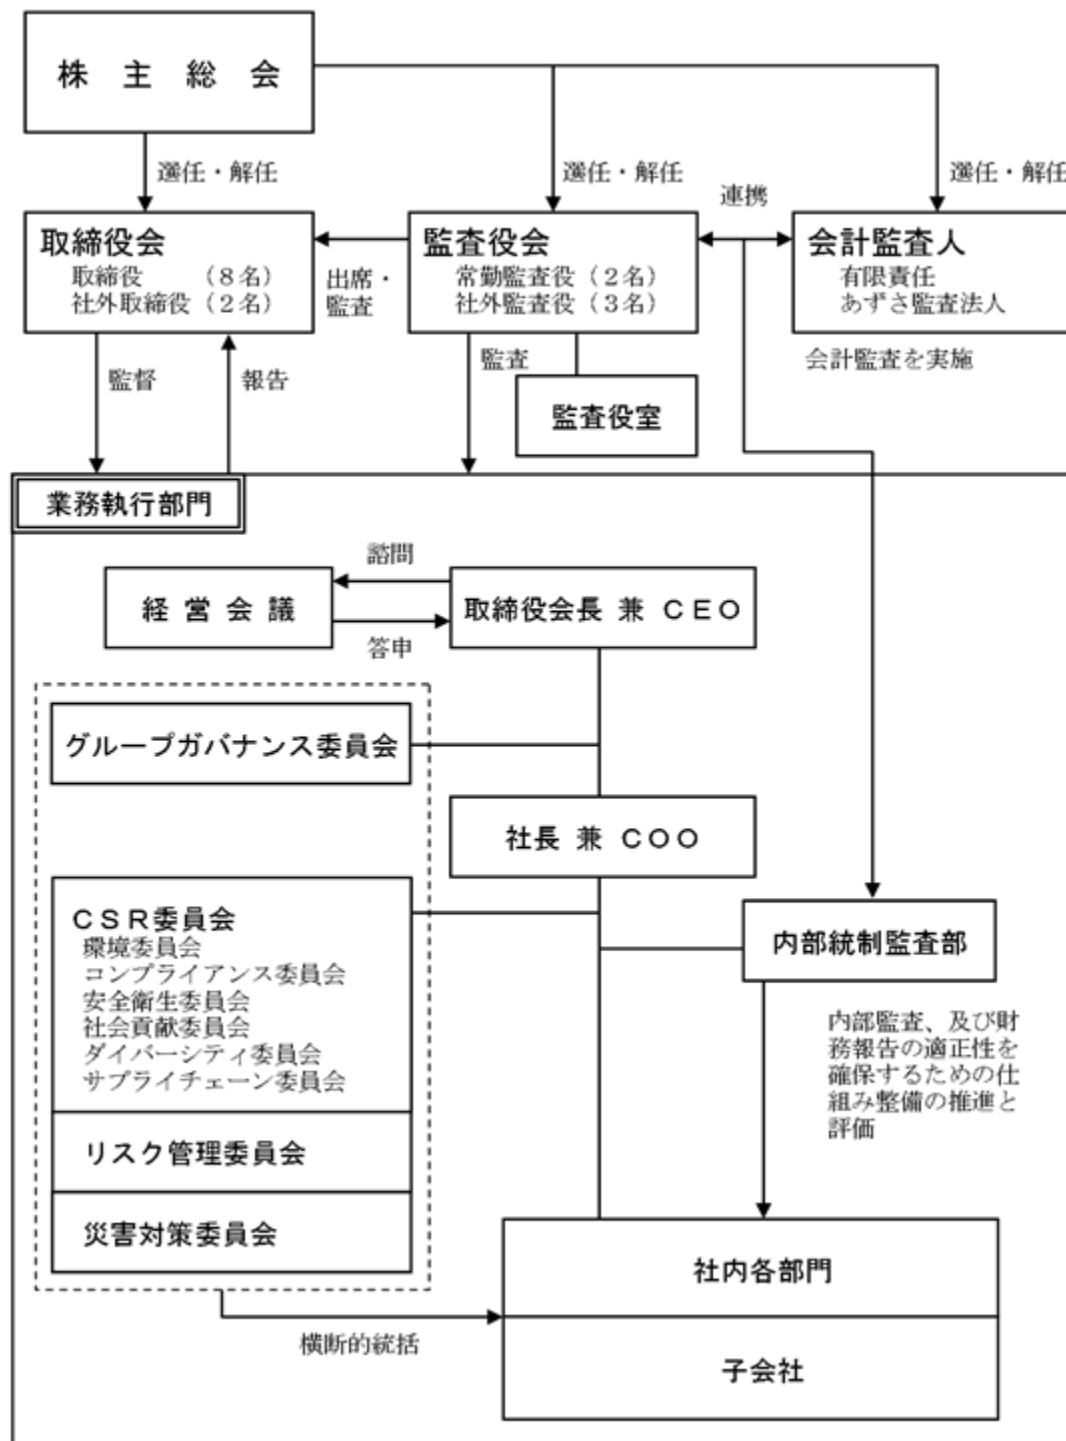 株 主 総 会
選任・解任
選任・解任
選任・解任
連携
取締役会
取締役 (8名)
社外取締役(2名)
出席・
監査
監査役会
常勤監査役(2名)
社外監査役(3名)
会計監査人
有限責任
あずさ監査法人
会計監査を実施
監督
報告
監査
監査役室
業務執行部門
諮問
経 営 会 議
取締役会長 兼 CEO
答申
グループガバナンス委員会
社長 兼 COO
CSR委員会
環境委員会
コンプライアンス委員会
安全衛生委員会
社会貢献委員会
ダイバーシティ委員会
サプライチェーン委員会
リスク管理委員会
災害対策委員会
内部統制監査部
内部監査、及び財
務報告の適正性を
確保するための仕
組み整備の推進と
評価
社内各部門
横断的統括
子会社